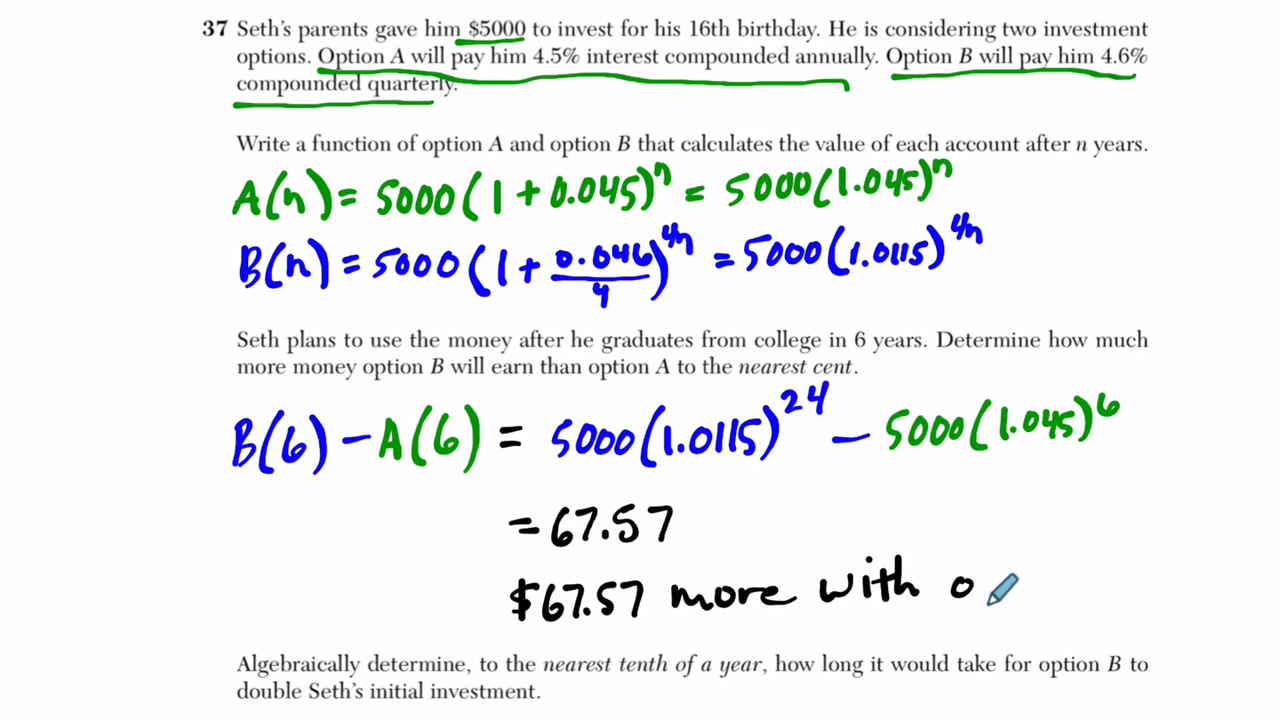 37 Seth's parents gave him $5000 to invest for his 16th birthday. He is considering two investment
options. Option A will pay him 4.5% interest compounded annually. Option B will pay him 4.6%
compounded quarterly.
Write a function of option A and option B that calculates the value of each account after n years.
A(n) = 5000(1 + 0.045)^n = 5000(1.045)^n
B(n) = 5000(1 + 0.046/4)^4n = 5000(1.0115)^4n
Seth plans to use the money after he graduates from college in 6 years. Determine how much
more money option B will earn than option A to the nearest cent.
B(6) - A(6) = 5000(1.0115)^24 - 5000(1.045)^6
= 67.57
$67.57 more with o
Algebraically determine, to the nearest tenth of a year, how long it would take for option B to
double Seth's initial investment.